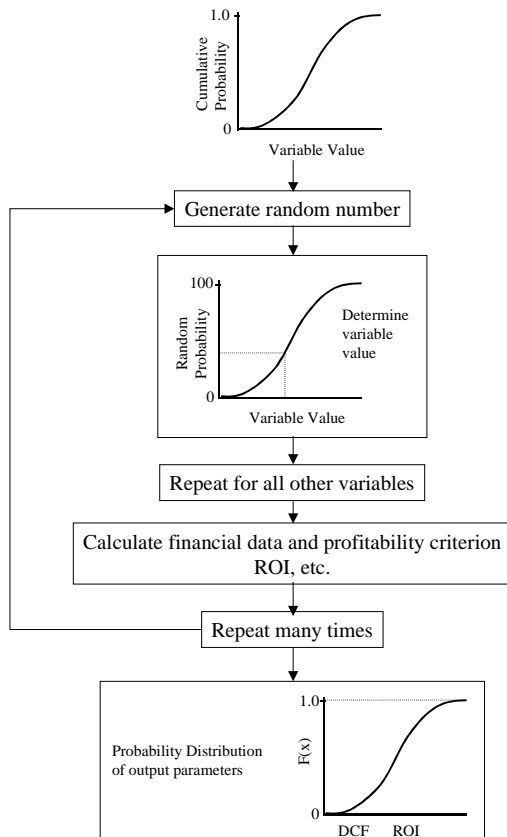 1.0
Cumulative
Probability
0
Variable Value
Generate random number
100
Random
Probability
0
Determine
variable
value
Variable Value
Repeat for all other variables
Calculate financial data and profitability criterion
ROI, etc.
Repeat many times
Probability Distribution
of output parameters
1.0
F(x)
0
DCF ROI